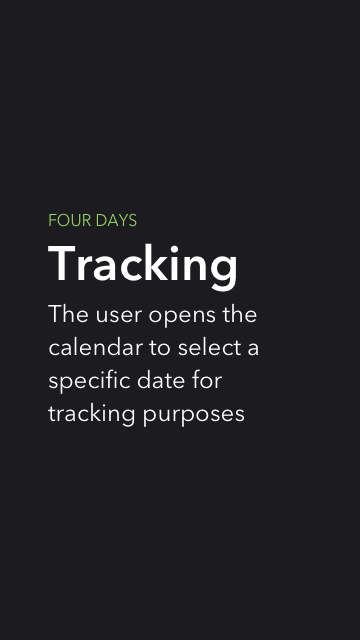 FOUR DAYS
Tracking
The user opens the
calendar to select a
specific date for
tracking purposes